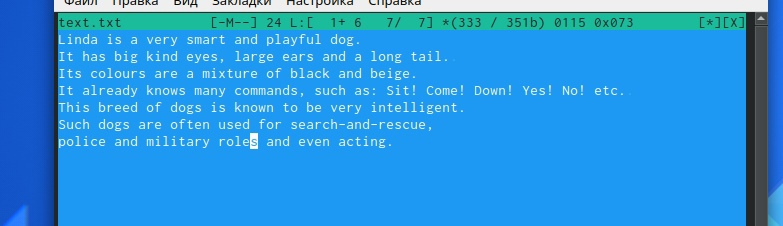 Файл Правка Вид Закладки Настройка Справка
text.txt [-M--] 24 L:[ 1+ 6 7/ 7] *(333 / 351b) 0115 0x073 [*][X]
Linda is a very smart and playful dog.
It has big kind eyes, large ears and a long tail..
Its colours are a mixture of black and beige.
It already knows many commands, such as: Sit! Come! Down! Yes! No! etc..
This breed of dogs is known to be very intelligent.
Such dogs are often used for search-and-rescue,
police and military roles and even acting.